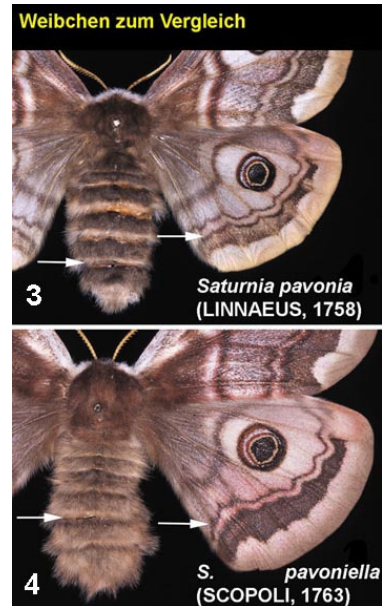 Weibchen zum Vergleich
3
Saturnia pavonia
(LINNAEUS, 1758)
4
S. pavoniella
(SCOPOLI, 1763)